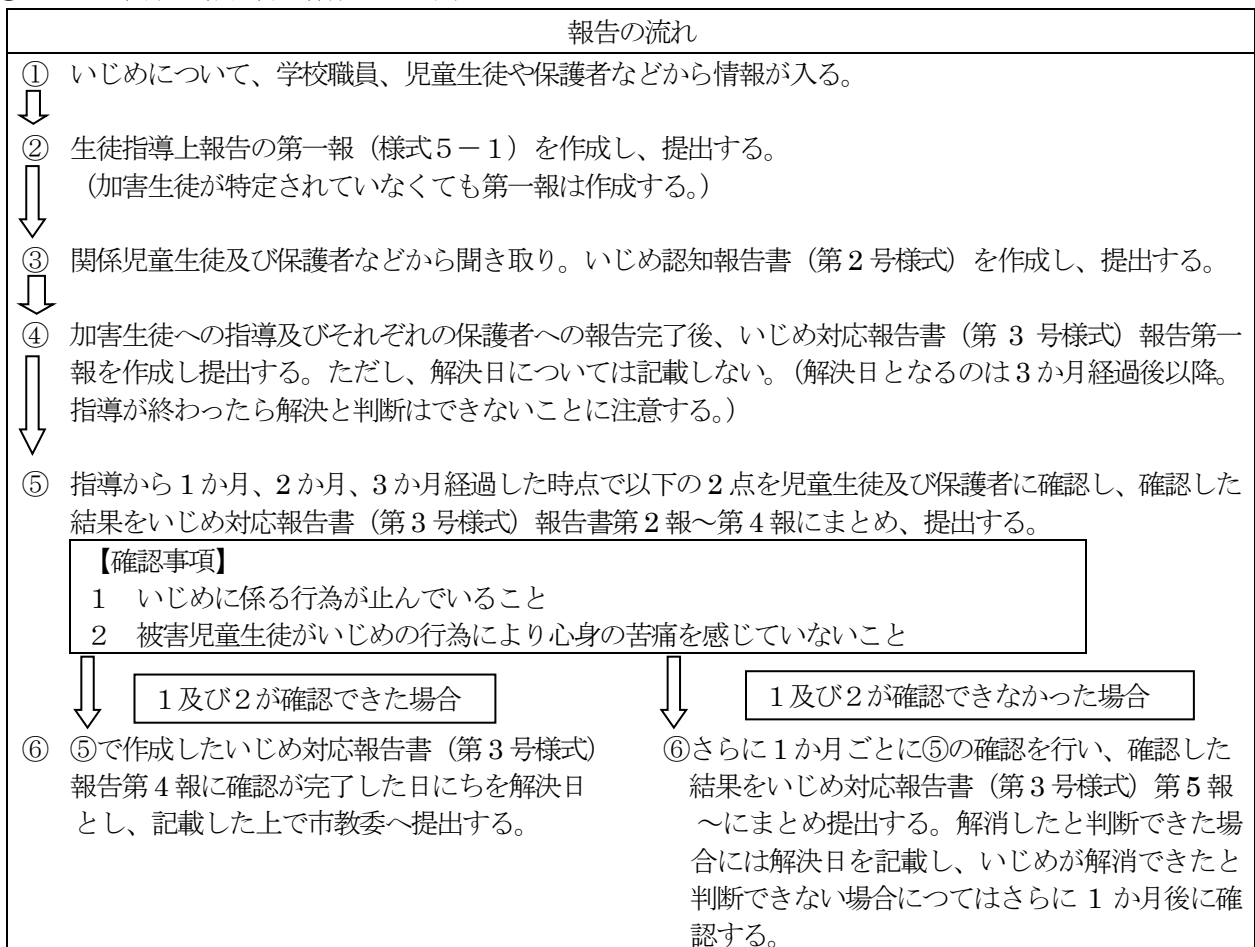 報告の流れ
① いじめについて、学校職員、児童生徒や保護者などから情報が入る。
② 生徒指導上報告の第一報（様式５－１）を作成し、提出する。
（加害生徒が特定されていなくても第一報は作成する。）
③ 関係児童生徒及び保護者などから聞き取り。いじめ認知報告書（第２号様式）を作成し、提出する。
④ 加害生徒への指導及びそれぞれの保護者への報告完了後、いじめ対応報告書（第 3 号様式）報告第一
報を作成し提出する。ただし、解決日については記載しない。（解決日となるのは３か月経過後以降。
指導が終わったら解決と判断はできないことに注意する。）
⑤ 指導から１か月、２か月、３か月経過した時点で以下の２点を児童生徒及び保護者に確認し、確認した
結果をいじめ対応報告書（第３号様式）報告書第２報～第４報にまとめ、提出する。
【確認事項】
１ いじめに係る行為が止んでいること
２ 被害児童生徒がいじめの行為により心身の苦痛を感じていないこと
１及び２が確認できた場合
１及び２が確認できなかった場合
⑥ ⑤で作成したいじめ対応報告書（第３号様式）
報告第４報に確認が完了した日にちを解決日
とし、記載した上で市教委へ提出する。
⑥さらに１か月ごとに⑤の確認を行い、確認した
結果をいじめ対応報告書（第３号様式）第５報
～にまとめ提出する。解消したと判断できた場
合には解決日を記載し、いじめが解消できたと
判断できない場合につてはさらに 1 か月後に確
認する。